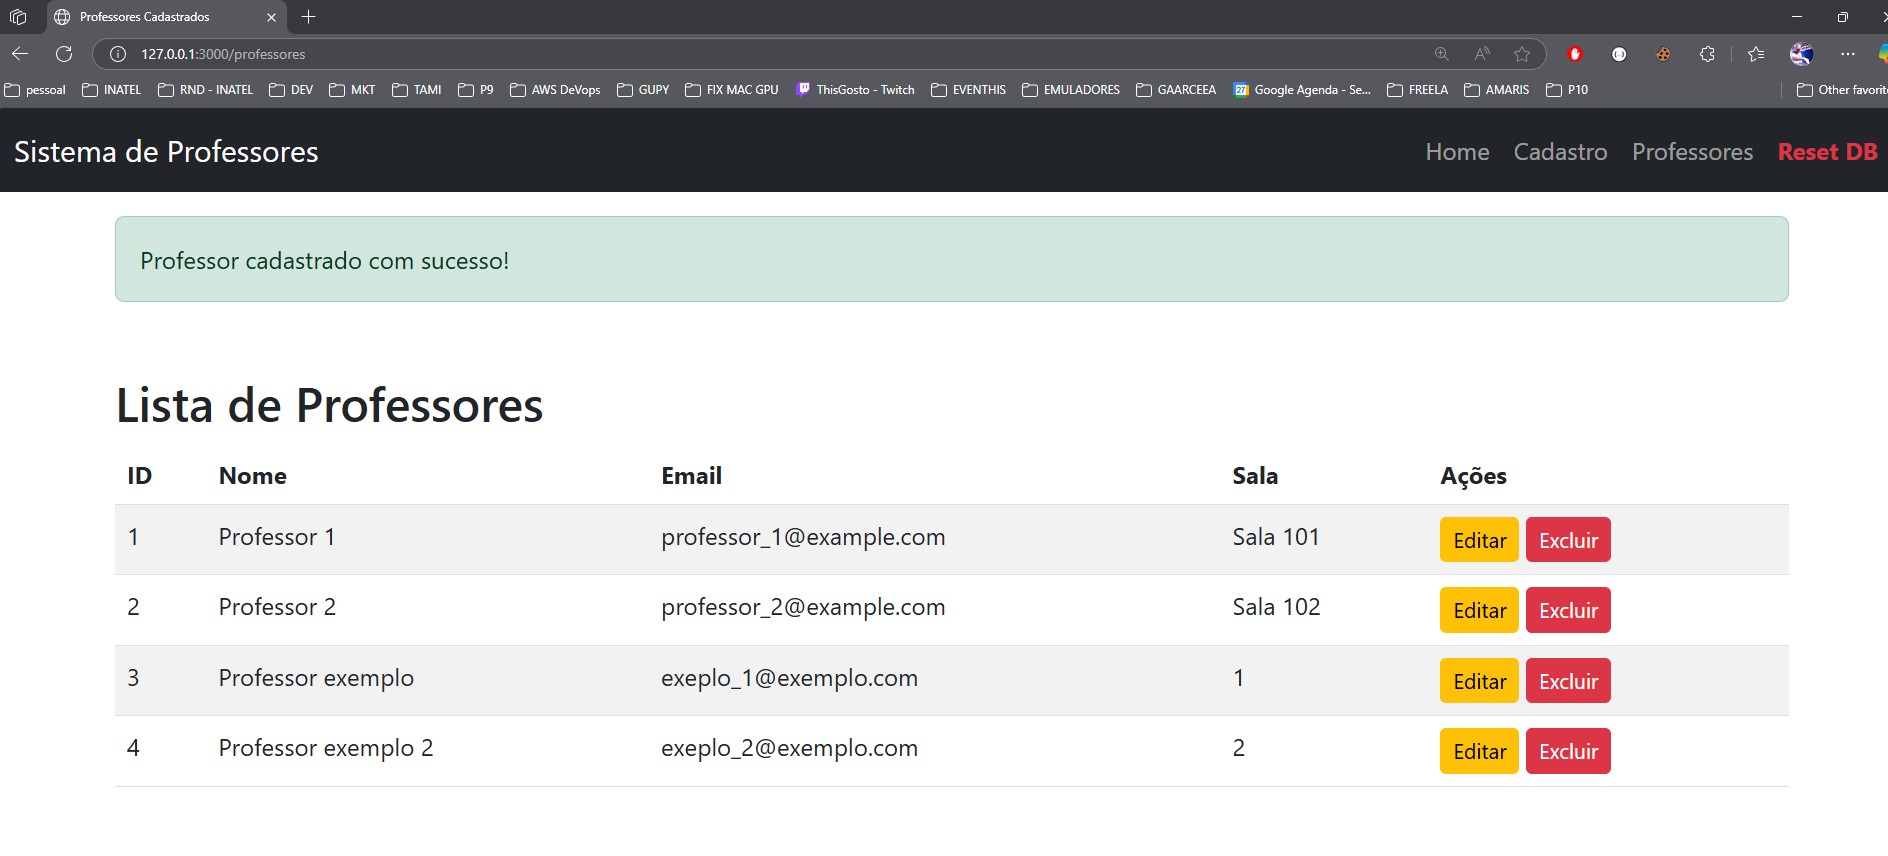 Professores Cadastrados
127.0.0.1:3000/professores
pessoal INATEL RND - INATEL DEV MKT TAMI P9 AWS DeVops GUPY FIX MAC GPU ThisGosto - Twitch EVENTHIS EMULADORES GAARCEEA 27 Google Agenda - Se... FREELA AMARIS P10 Other favorit
Sistema de Professores Home Cadastro Professores Reset DB
Professor cadastrado com sucesso!
Lista de Professores
ID Nome Email Sala Ações
1 Professor 1 professor_1@example.com Sala 101 Editar Excluir
2 Professor 2 professor_2@example.com Sala 102 Editar Excluir
3 Professor exemplo exeplo_1@exemplo.com 1 Editar Excluir
4 Professor exemplo 2 exeplo_2@exemplo.com 2 Editar Excluir